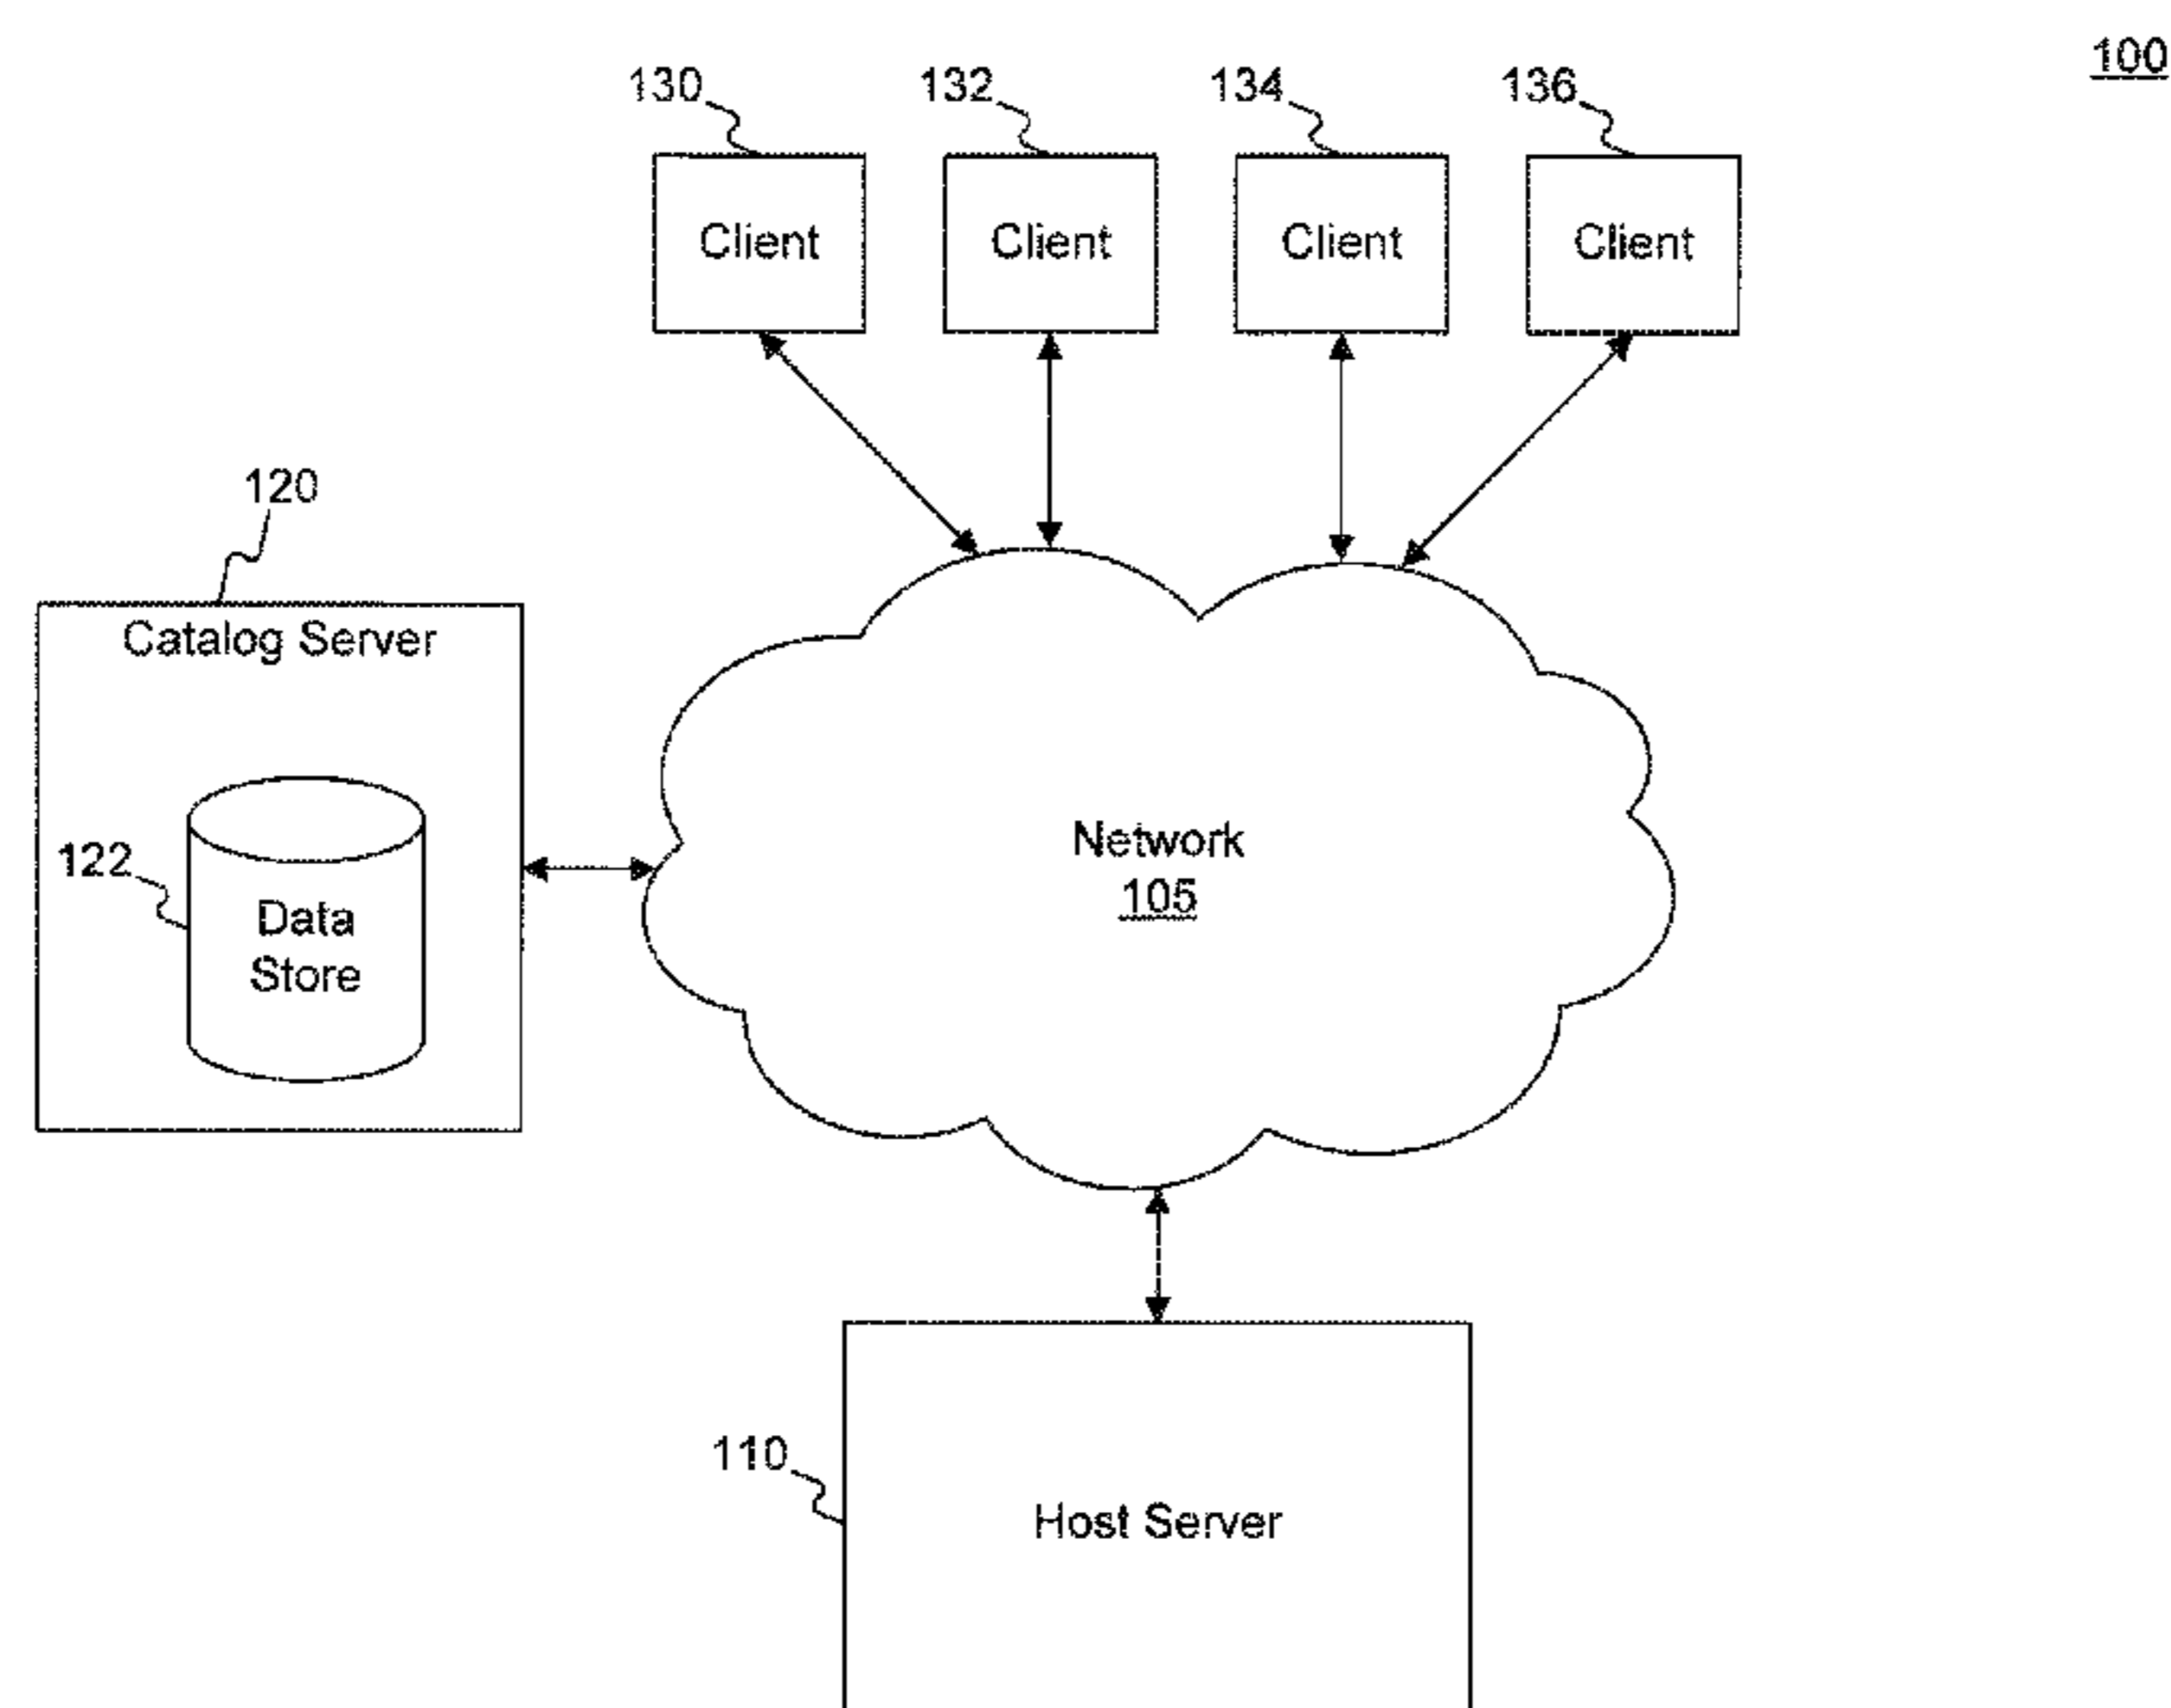 100
130
132
134
136
Client
Client
Client
Client
120
Catalog Server
122
Data
Store
Network
105
110
Host Server